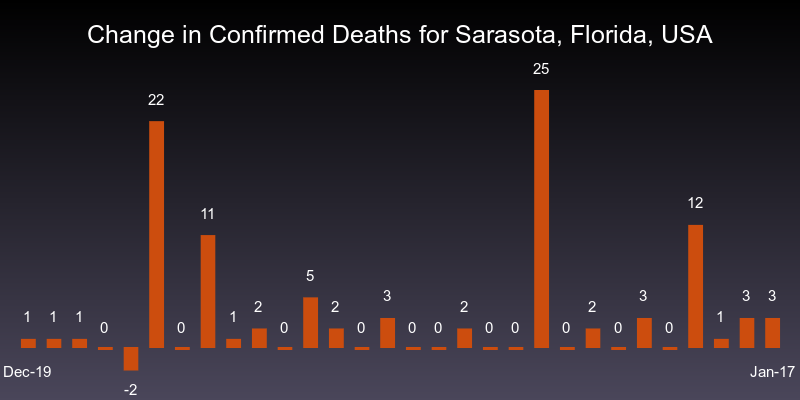 Change in Confirmed Deaths for Sarasota, Florida, USA
1 1 1 0 -2 22 0 11 1 2 0 5 2 0 3 0 0 2 0 0 25 0 2 0 3 0 12 1 3 3
Dec-19 Jan-17